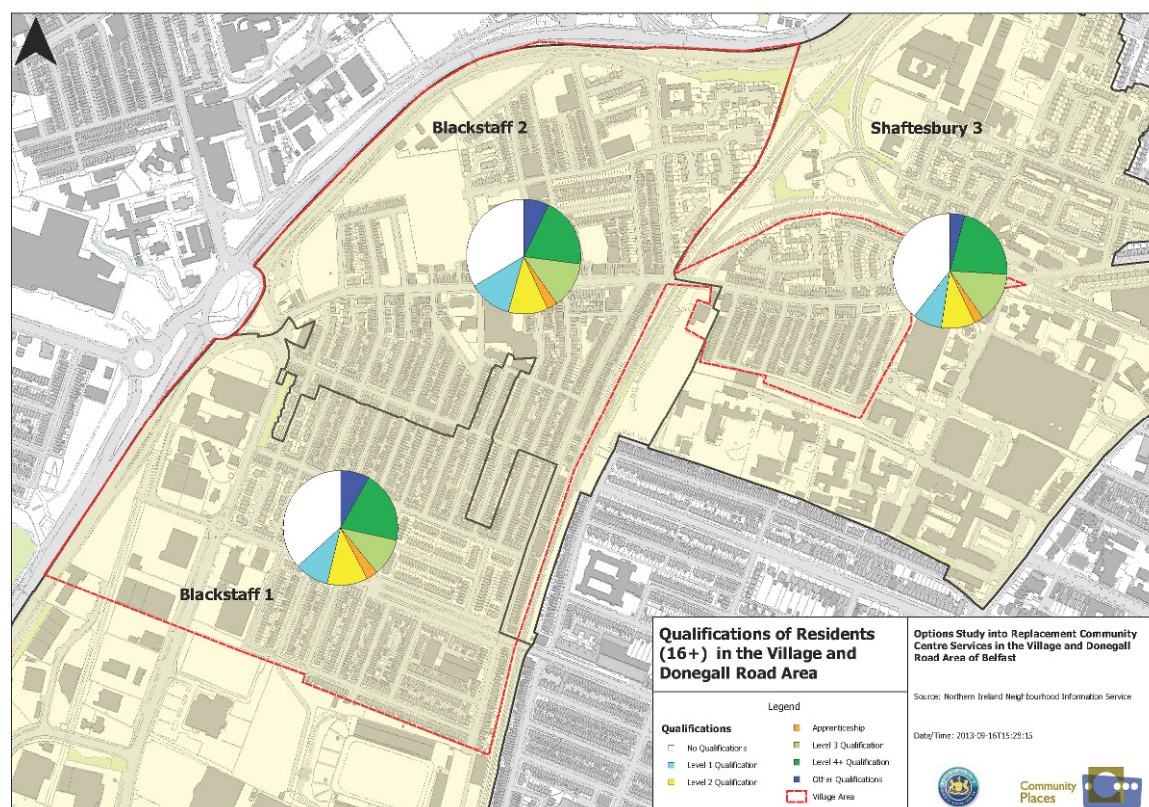 Blackstaff 2
Shaftesbury 3
Blackstaff 1
Qualifications of Residents
(16+) in the Village and
Donegall Road Area
Legend
Qualifications
No Qualifications
Level 1 Qualification
Level 2 Qualification
Apprenticeship
Level 3 Qualification
Level 4+ Qualification
Other Qualifications
Village Area
Options Study into Replacement Community
Centre Services in the Village and Donegall
Road Area of Belfast
Source: Northern Ireland Neighbourhood Information Service
Date/Time: 2013-09-16T15:28:15
Community
Places